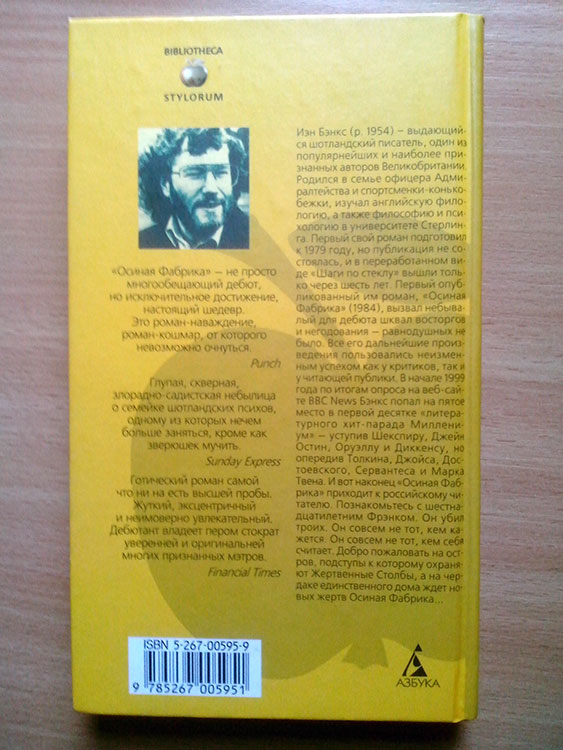 BIBLIOTHECA
STYLORUM
«Осиная Фабрика» — не просто
многообещающий дебют,
но исключительное достижение,
настоящий шедевр.
Это роман-наваждение,
роман-кошмар, от которого
невозможно очнуться.
Punch
Глупая, скверная,
злорадно-садистская небылица
о семейке шотландских психов,
одному из которых нечем
больше заняться, кроме как
зверюшек мучить.
Sunday Express
Готический роман самой
что ни на есть высшей пробы.
Жуткий, эксцентричный
и неимоверно увлекательный.
Дебютант владеет пером стократ
уверенней и оригинальней
многих признанных мэтров.
Financial Times
Иэн Бэнкс (р. 1954) — выдающий-
ся шотландский писатель, один из
популярнейших и наиболее при-
знанных авторов Великобритании.
Родился в семье офицера Адми-
ралтейства и спортсменки-конько-
бежки, изучал английскую фило-
логию, а также философию и пси-
хологию в университете Стерлин-
га. Первый свой роман подготовил
к 1979 году, но публикация не со-
стоялась, и в переработанном ви-
де «Шаги по стеклу» вышли толь-
ко через шесть лет. Первый опуб-
ликованный им роман, «Осиная
Фабрика» (1984), вызвал небыва-
лый для дебюта шквал восторгов
и негодования — равнодушных не
было. Все его дальнейшие произ-
ведения пользовались неизмен-
ным успехом как у критиков, так и
у читающей публики. В начале 1999
года по итогам опроса на веб-сай-
те BBC News Бэнкс попал на пятое
место в первой десятке «литера-
турного хит-парада Миллени-
ума» — уступив Шекспиру, Джейн
Остин, Оруэллу и Диккенсу, но
опередив Толкина, Джойса, Дос-
тоевского, Сервантеса и Марка
Твена. И вот наконец «Осиная Фаб-
рика» приходит к российскому чи-
тателю. Познакомьтесь с шестна-
дцатилетним Фрэнком. Он убил
троих. Он совсем не тот, кем ка-
жется. Он совсем не тот, кем себя
считает. Добро пожаловать на ост-
ров, подступы к которому охраня-
ют Жертвенные Столбы, а на чер-
даке единственного дома ждет но-
вых жертв Осиная Фабрика...
ISBN 5-267-00595-9
9 785267 005951
АЗБУКА